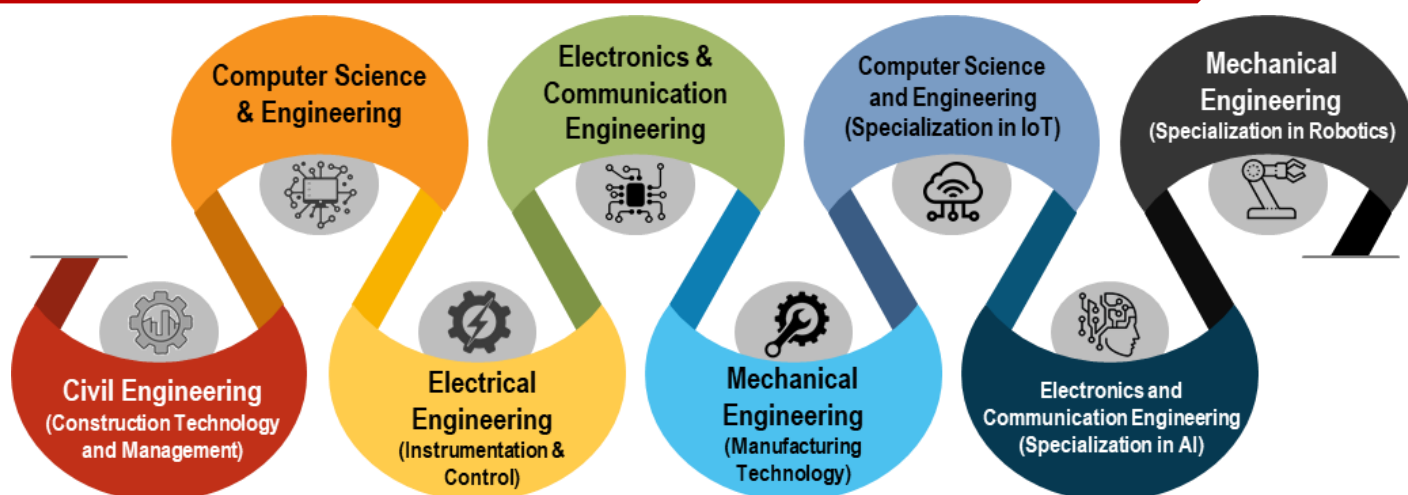 Computer Science
& Engineering
Electronics &
Communication
Engineering
Computer Science
and Engineering
(Specialization in IoT)
Mechanical
Engineering
(Specialization in Robotics)
Civil Engineering
(Construction Technology
and Management)
Electrical
Engineering
(Instrumentation &
Control)
Mechanical
Engineering
(Manufacturing
Technology)
Electronics and
Communication Engineering
(Specialization in AI)